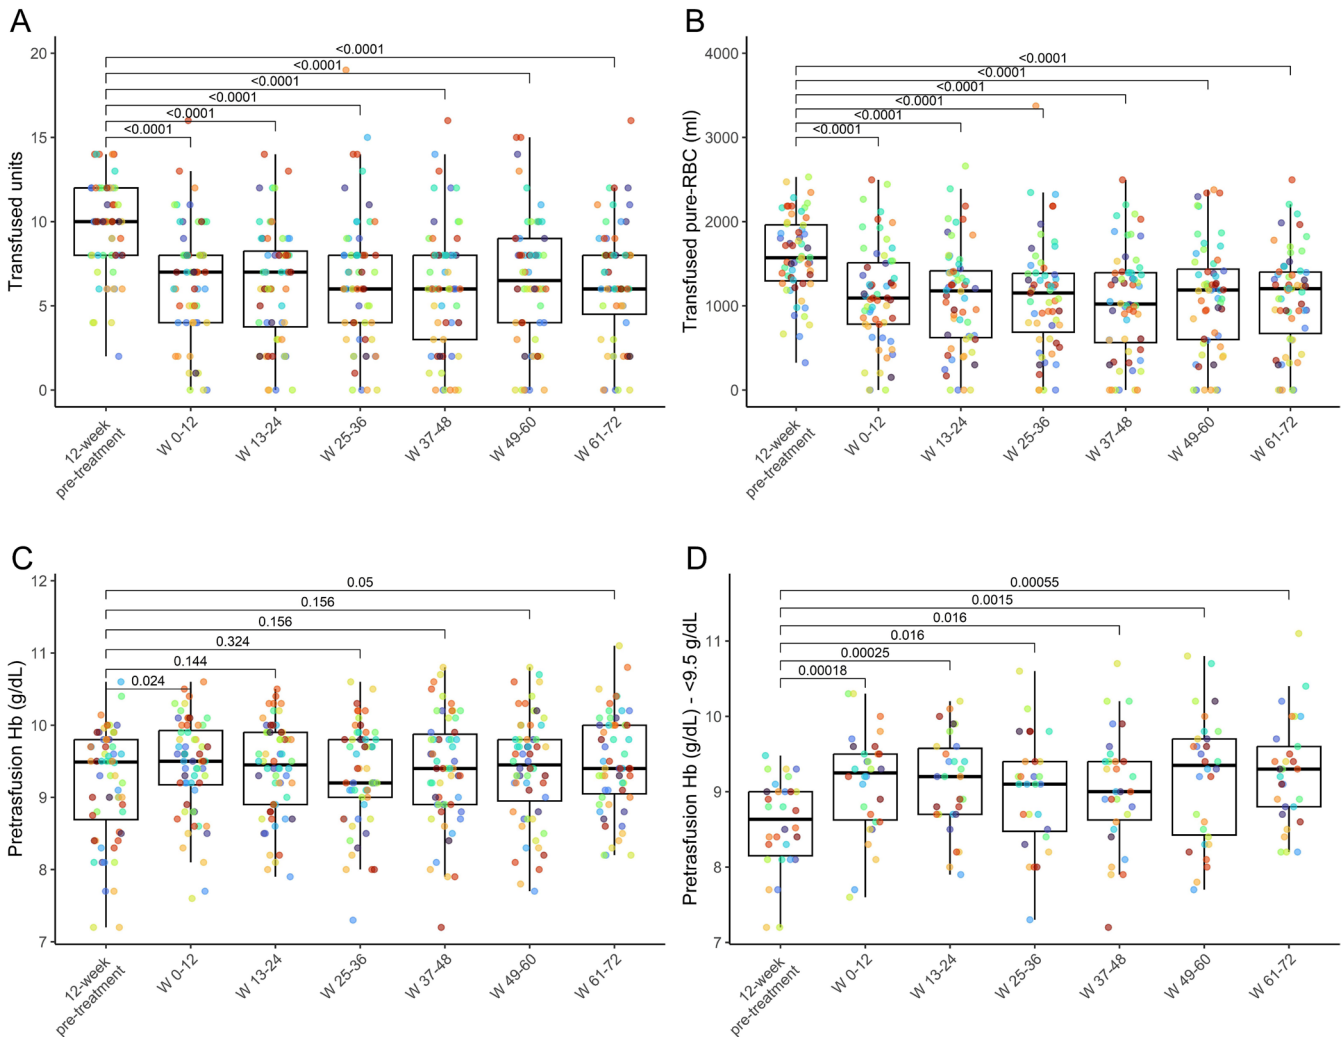 A
Transfused units
20
15
10
5
0
<0.0001
<0.0001
<0.0001
<0.0001
<0.0001
<0.0001
12-week
pre-treatment
W 0-12
W 13-24
W 25-36
W 37-48
W 49-60
W 61-72
B
Transfused pure-RBC (ml)
4000
3000
2000
1000
0
<0.0001
<0.0001
<0.0001
<0.0001
<0.0001
<0.0001
12-week
pre-treatment
W 0-12
W 13-24
W 25-36
W 37-48
W 49-60
W 61-72
C
Pretrasfusion Hb (g/dL)
12
11
10
9
8
7
0.05
0.156
0.156
0.324
0.144
0.024
12-week
pre-treatment
W 0-12
W 13-24
W 25-36
W 37-48
W 49-60
W 61-72
D
Pretrasfusion Hb (g/dL) - <9.5 g/dL
11
10
9
8
7
0.00055
0.0015
0.016
0.016
0.00025
0.00018
12-week
pre-treatment
W 0-12
W 13-24
W 25-36
W 37-48
W 49-60
W 61-72